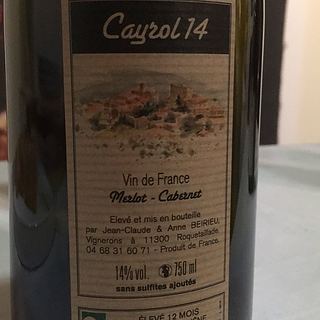 Cayrol 14
Vin de France
Merlot - Cabernet
Elevé et mis en bouteille
par Jean-Claude & Anne BEIRIEU,
Vignerons à 11300 Roquetaillade,
04 68 31 60 71 - Produit de France.
14% vol. 750 ml
sans sulfites ajoutés
ÉLEVÉ 12 MOIS